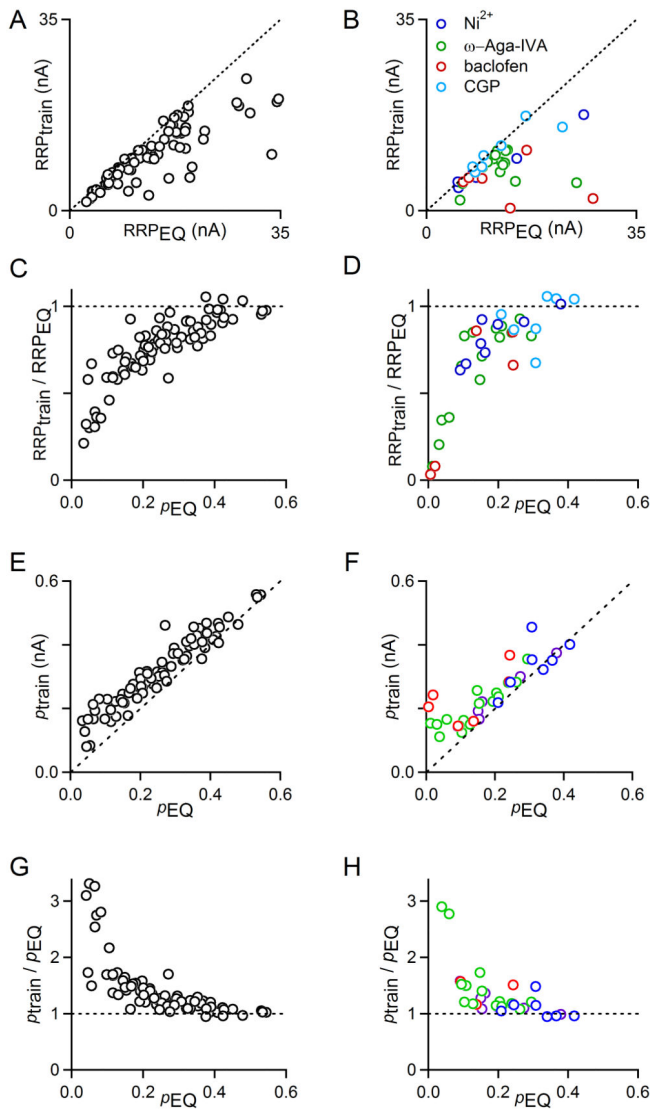 A
35
RRPtrain (nA)
0
0
RRPEQ (nA)
35
B
35
RRPtrain (nA)
0
0
RRPEQ (nA)
35
Ni2+
ω–Aga-IVA
baclofen
CGP
C
1
RRPtrain / RRPEQ
0
0.0
0.2
0.4
0.6
pEQ
D
1
RRPtrain / RRPEQ
0
0.0
0.2
0.4
0.6
pEQ
E
0.6
ptrain (nA)
0.0
0.0
0.2
0.4
0.6
pEQ
F
0.6
ptrain (nA)
0.0
0.0
0.2
0.4
0.6
pEQ
G
3
2
1
0
ptrain / pEQ
0.0
0.2
0.4
0.6
pEQ
H
3
2
1
0
ptrain / pEQ
0.0
0.2
0.4
0.6
pEQ